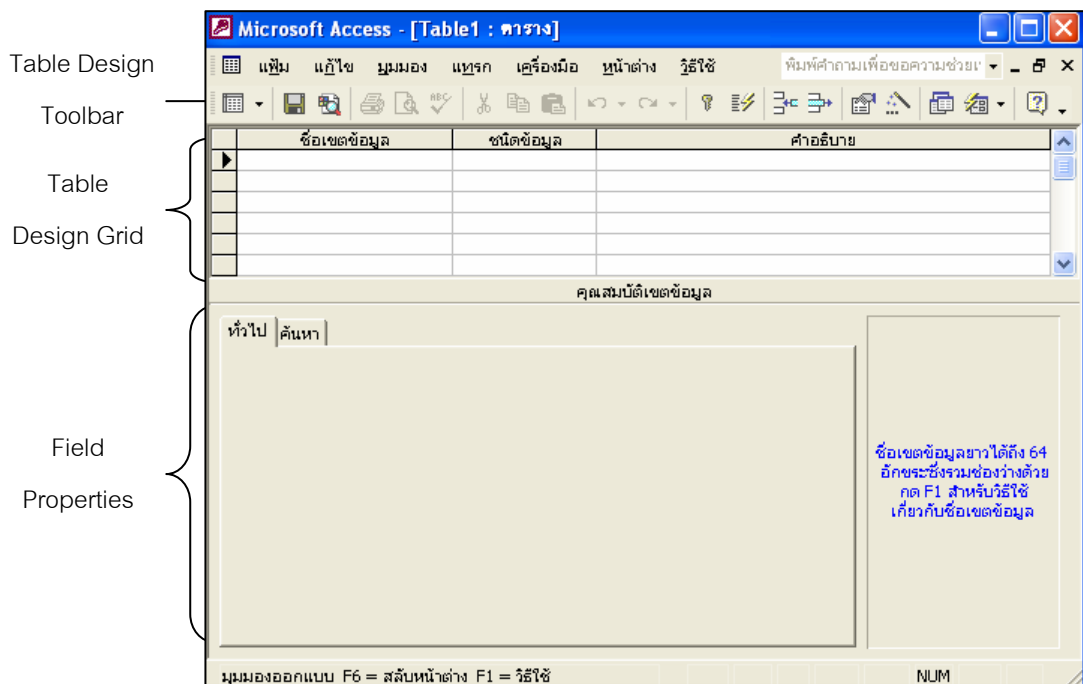 Microsoft Access - [Table1 : ตาราง]
แฟ้ม แก้ไข มุมมอง แทรก เครื่องมือ หน้าต่าง วิธีใช้ พิมพ์คำถามเพื่อขอความช่วยเ
Table Design
Toolbar
ABC
ชื่อเขตข้อมูล ชนิดข้อมูล คำอธิบาย
Table
Design Grid
คุณสมบัติเขตข้อมูล
ทั่วไป ค้นหา
Field
Properties
ชื่อเขตข้อมูลยาวได้ถึง 64
อักขระซึ่งรวมช่องว่างด้วย
กด F1 สำหรับวิธีใช้
เกี่ยวกับชื่อเขตข้อมูล
มุมมองออกแบบ F6 = สลับหน้าต่าง F1 = วิธีใช้ NUM